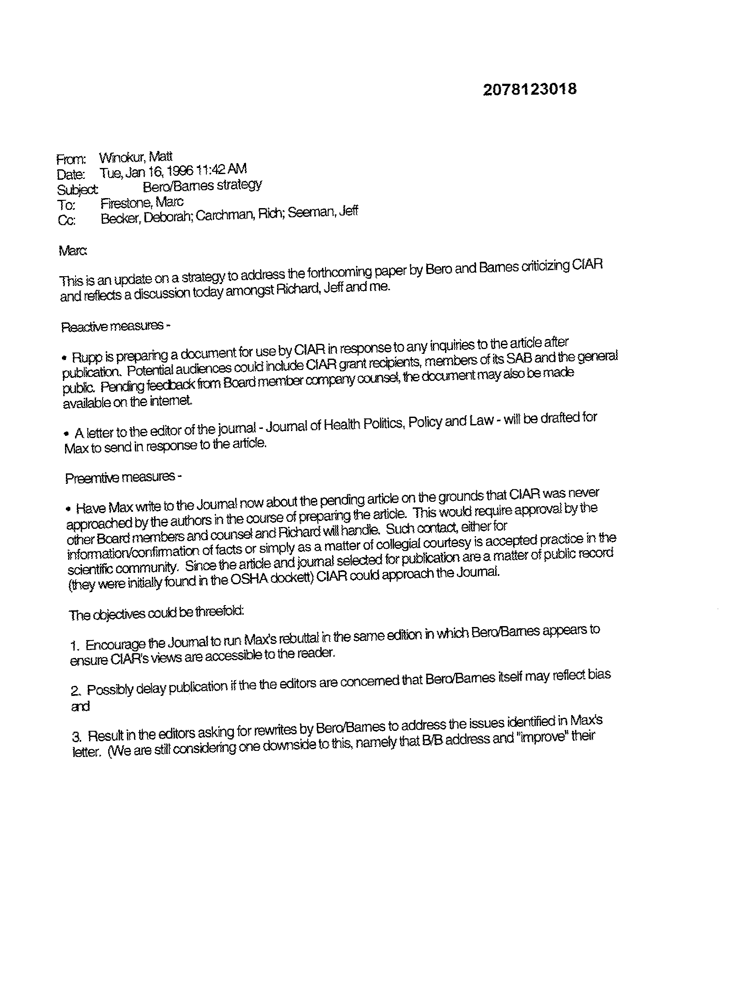 2078123018
From: Winokur, Matt
Date: Tue, Jan 16, 1996 11:42 AM
Subject: Bero/Barnes strategy
To: Firestone, Marc
Cc: Becker, Deborah; Carchman, Rich; Seeman, Jeff
Marc:
This is an update on a strategy to address the forthcoming paper by Bero and Barnes criticizing CIAR
and reflects a discussion today amongst Richard, Jeff and me.
Reactive measures -
• Rupp is preparing a document for use by CIAR in response to any inquiries to the article after
publication. Potential audiences could include CIAR grant recipients, members of its SAB and the general
public. Pending feedback from Board member company counsel, the document may also be made
available on the internet.
• A letter to the editor of the journal - Journal of Health Politics, Policy and Law - will be drafted for
Max to send in response to the article.
Preemtive measures -
• Have Max write to the Journal now about the pending article on the grounds that CIAR was never
approached by the authors in the course of preparing the article. This would require approval by the
other Board members and counsel and Richard will handle. Such contact, either for
information/confirmation of facts or simply as a matter of collegial courtesy is accepted practice in the
scientific community. Since the article and journal selected for publication are a matter of public record
(they were initially found in the OSHA dockett) CIAR could approach the Journal.
The objectives could be threefold:
1. Encourage the Journal to run Max's rebuttal in the same edition in which Bero/Barnes appears to
ensure CIAR's views are accessible to the reader.
2. Possibly delay publication if the the editors are concerned that Bero/Barnes itself may reflect bias
and
3. Result in the editors asking for rewrites by Bero/Barnes to address the issues identified in Max's
letter. (We are still considering one downside to this, namely that B/B address and "improve" their